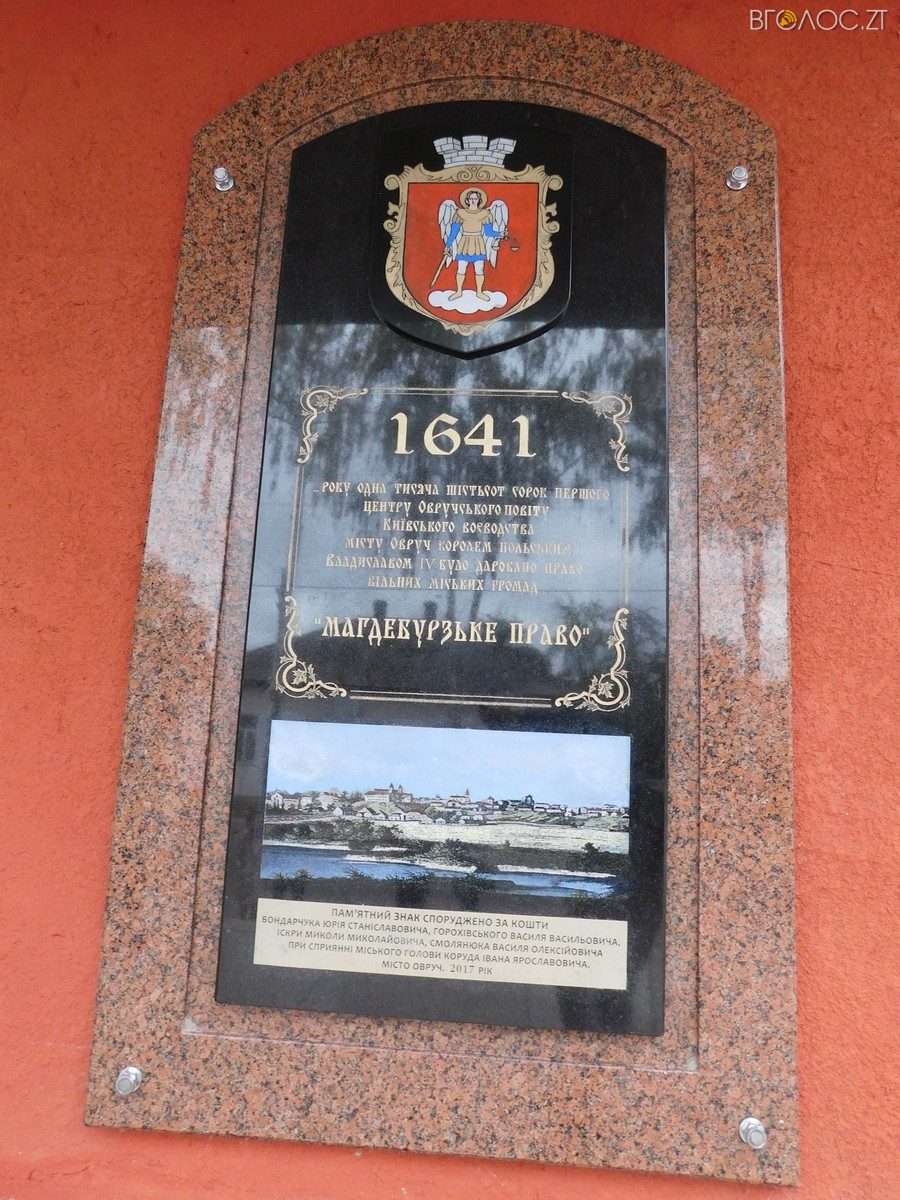 ВГОЛОС.ZT
1641
...року одна тисяча шістьсот сорок першого
центру Овручського повіту
Київського воєводства
місту Овруч королем польським
Владиславом IV було даровано право
вільних міських громад
"МАГДЕБУРЗЬКЕ ПРАВО"
ПАМ'ЯТНИЙ ЗНАК СПОРУДЖЕНО ЗА КОШТИ
БОНДАРЧУКА ЮРІЯ СТАНІСЛАВОВИЧА, ГОРОХІВСЬКОГО ВАСИЛЯ ВАСИЛЬОВИЧА,
ІСКРИ МИКОЛИ МИКОЛАЙОВИЧА, СМОЛЯНЮКА ВАСИЛЯ ОЛЕКСІЙОВИЧА
ПРИ СПРИЯННІ МІСЬКОГО ГОЛОВИ КОРУДА ІВАНА ЯРОСЛАВОВИЧА.
МІСТО ОВРУЧ. 2017 РІК